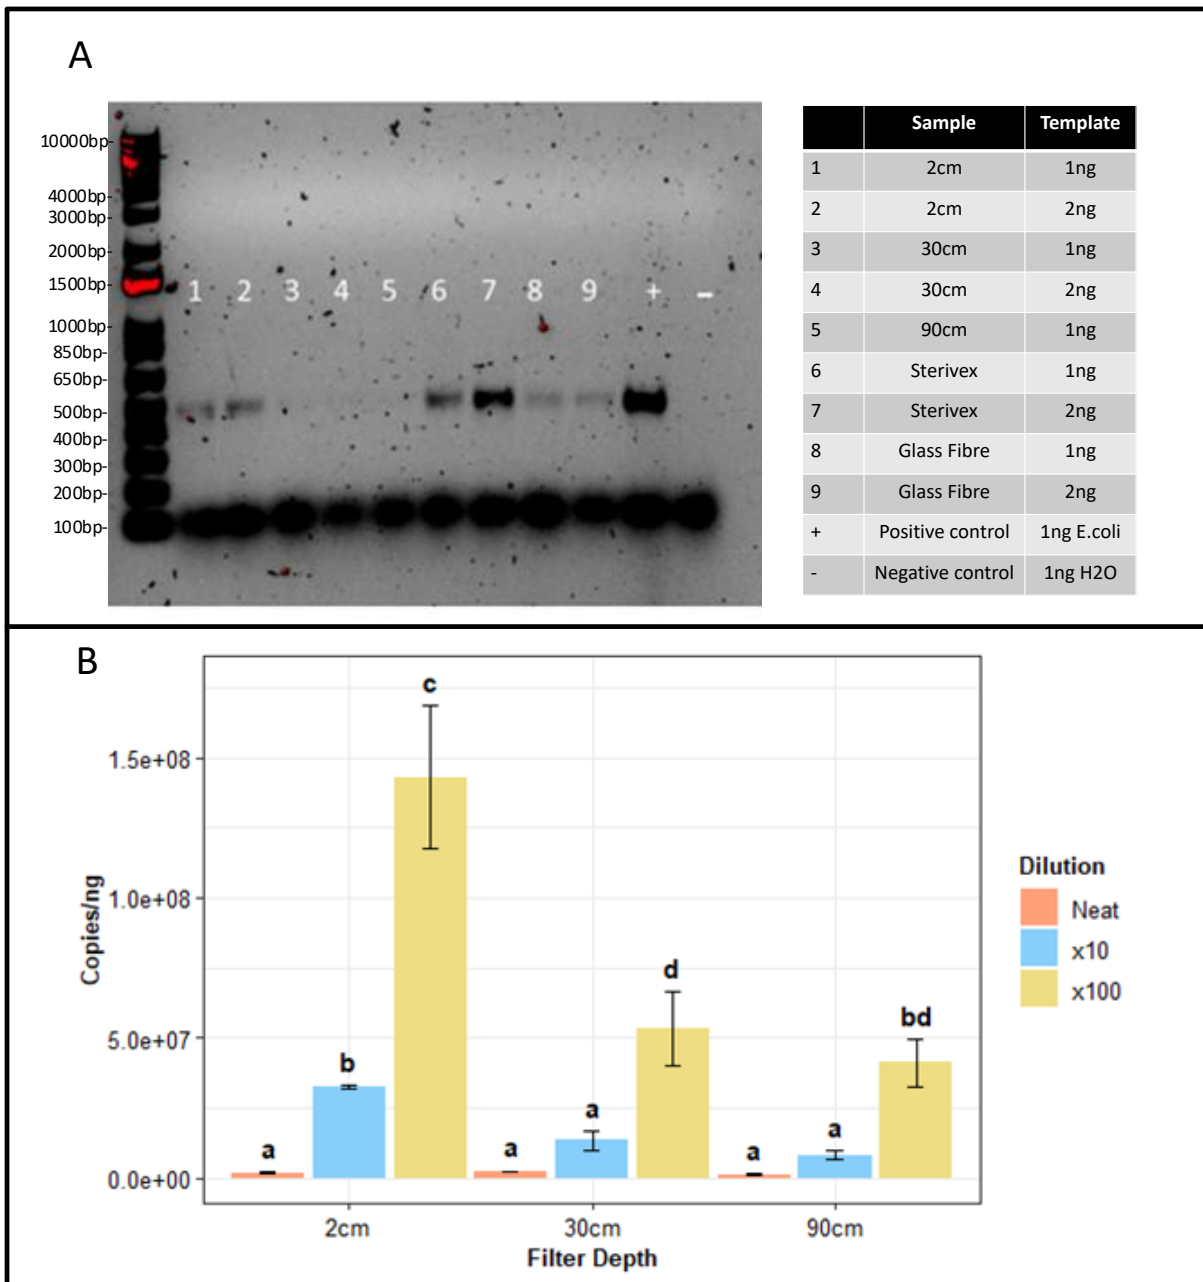 A
10000bp-
4000bp-
3000bp-
2000bp-
1500bp-
1000bp-
850bp-
650bp-
500bp-
400bp-
300bp-
200bp-
100bp-
1 2 3 4 5 6 7 8 9 + -
Sample Template
1 2cm 1ng
2 2cm 2ng
3 30cm 1ng
4 30cm 2ng
5 90cm 1ng
6 Sterivex 1ng
7 Sterivex 2ng
8 Glass Fibre 1ng
9 Glass Fibre 2ng
+ Positive control 1ng E.coli
- Negative control 1ng H2O
B
Copies/ng
1.5e+08
1.0e+08
5.0e+07
0.0e+00
a b c
a a d
a a bd
2cm 30cm 90cm
Filter Depth
Dilution
Neat
x10
x100